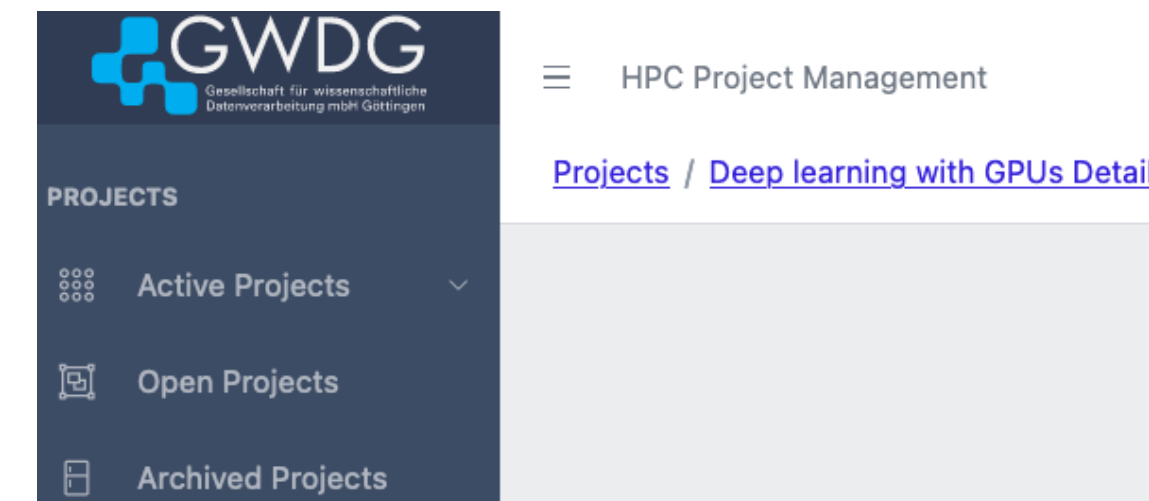 GWDG
Gesellschaft für wissenschaftliche
Datenverarbeitung mbH Göttingen
HPC Project Management
Projects / Deep learning with GPUs Detail
PROJECTS
Active Projects
Open Projects
Archived Projects